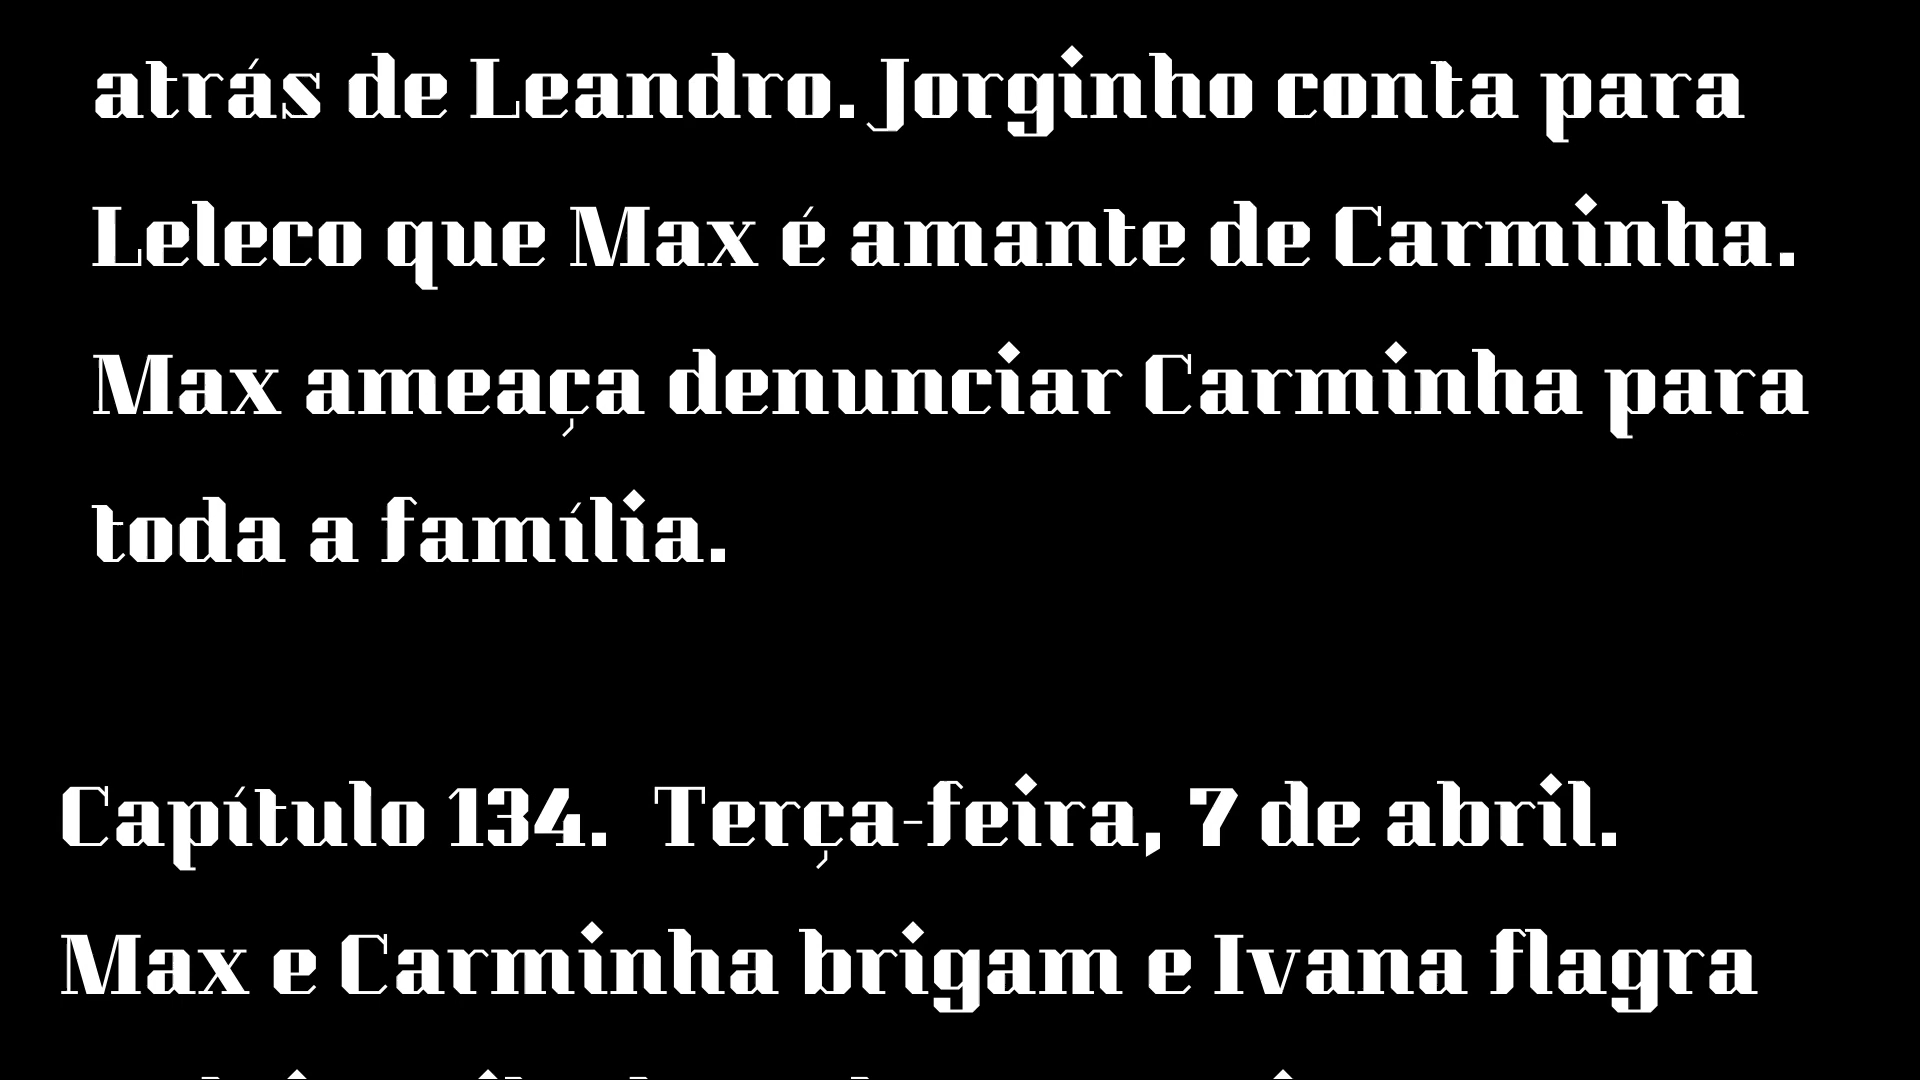 atrás de Leandro. Jorginho conta para
Leleco que Max é amante de Carminha.
Max ameaça denunciar Carminha para
toda a família.
Capítulo 134. Terça-feira, 7 de abril.
Max e Carminha brigam e Ivana flagra